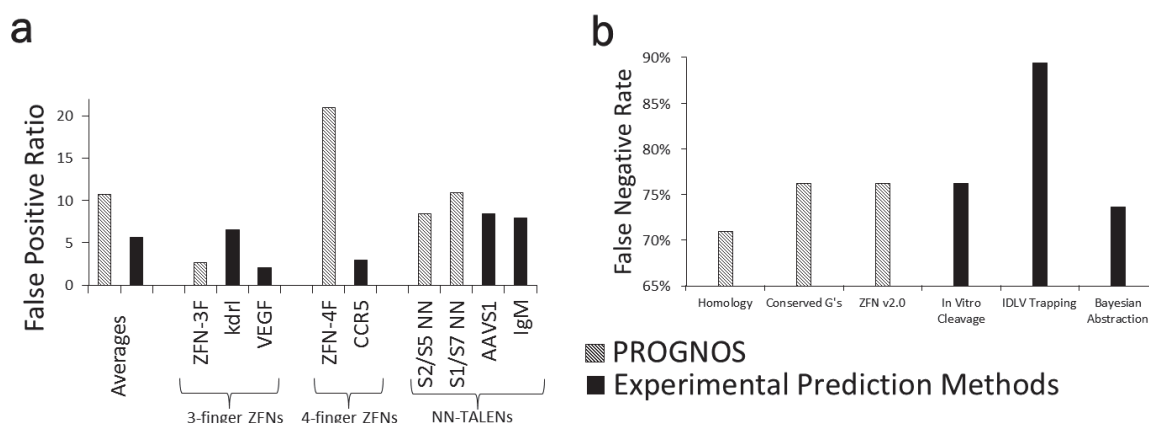 a
False Positive Ratio
20
15
10
5
0
Averages
ZFN-3F
kdrl
VEGF
ZFN-4F
CCR5
S2/S5 NN
S1/S7 NN
AAVS1
IgM
3-finger ZFNs
4-finger ZFNs
NN-TALENs
b
False Negative Rate
90%
85%
80%
75%
70%
65%
Homology
Conserved G's
ZFN v2.0
In Vitro
Cleavage
IDLV Trapping
Bayesian
Abstraction
PROGNOS
Experimental Prediction Methods